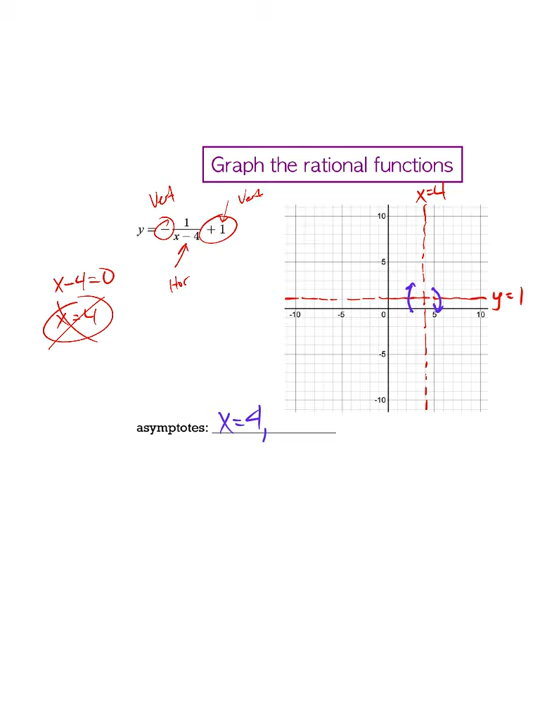 Graph the rational functions
Vert
Vert
x=4
y = − 1/(x − 4) + 1
x-4=0
Hor
x=4
10
5
-10
-5
0
5
10
y=1
-5
-10
asymptotes: x=4,